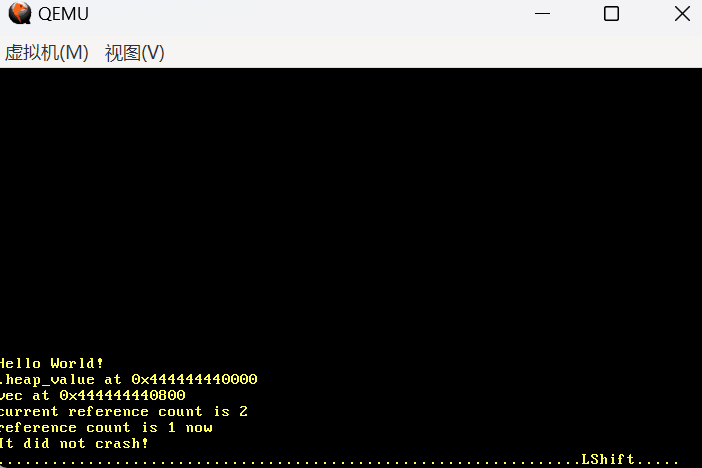 QEMU
虚拟机(M) 视图(V)
Hello World!
.heap_value at 0x444444440000
vec at 0x444444440800
current reference count is 2
reference count is 1 now
It did not crash!
................................................................LShift.....